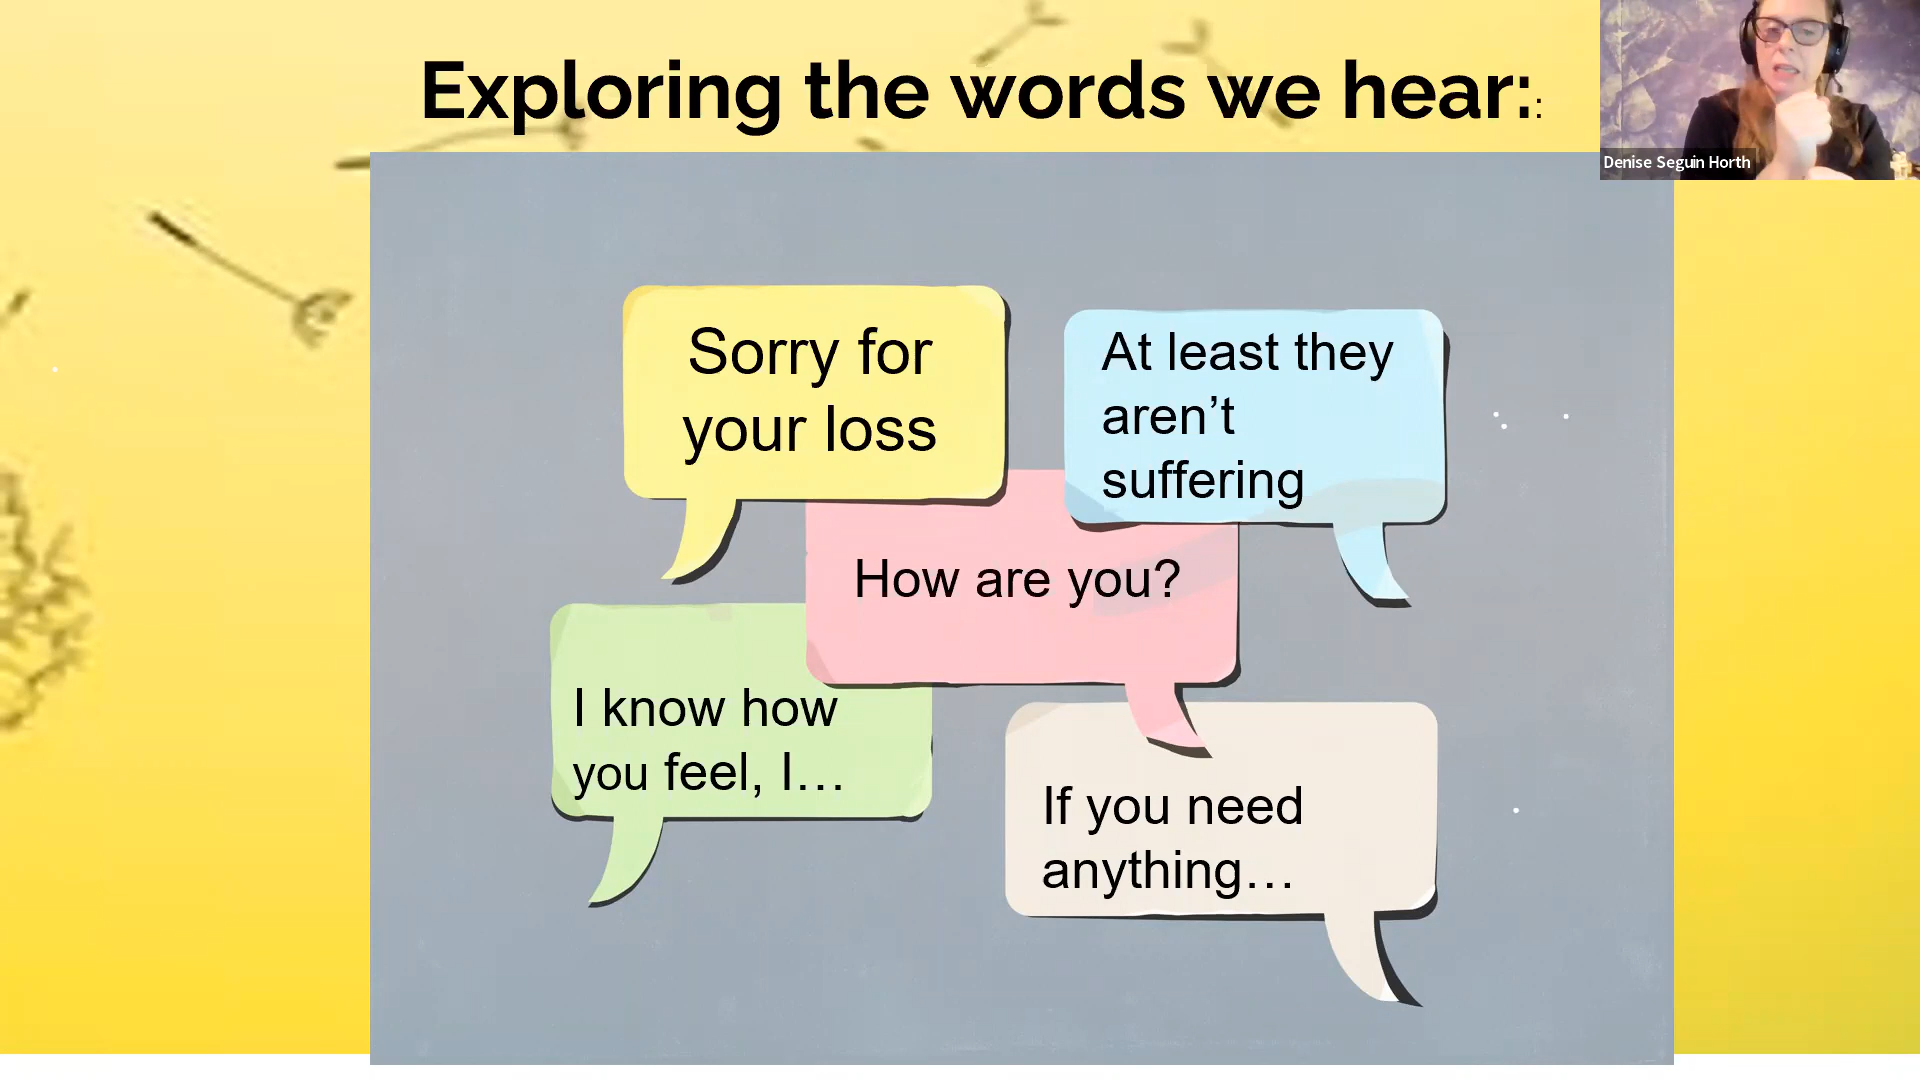 Exploring the words we hear::
Denise Seguin Horth
Sorry for
your loss
At least they
aren’t
suffering
How are you?
I know how
you feel, I…
If you need
anything…